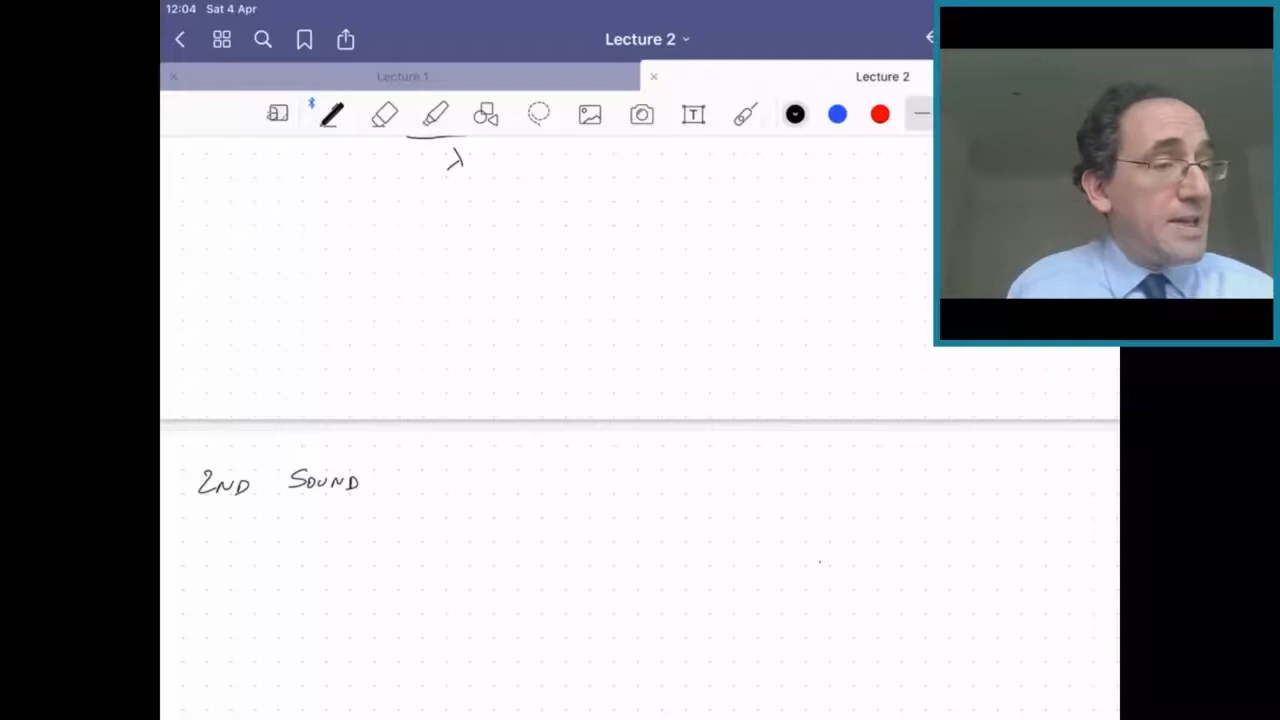 12:04 Sat 4 Apr
Lecture 2
Lecture 1
Lecture 2
T
λ
2ND SOUND